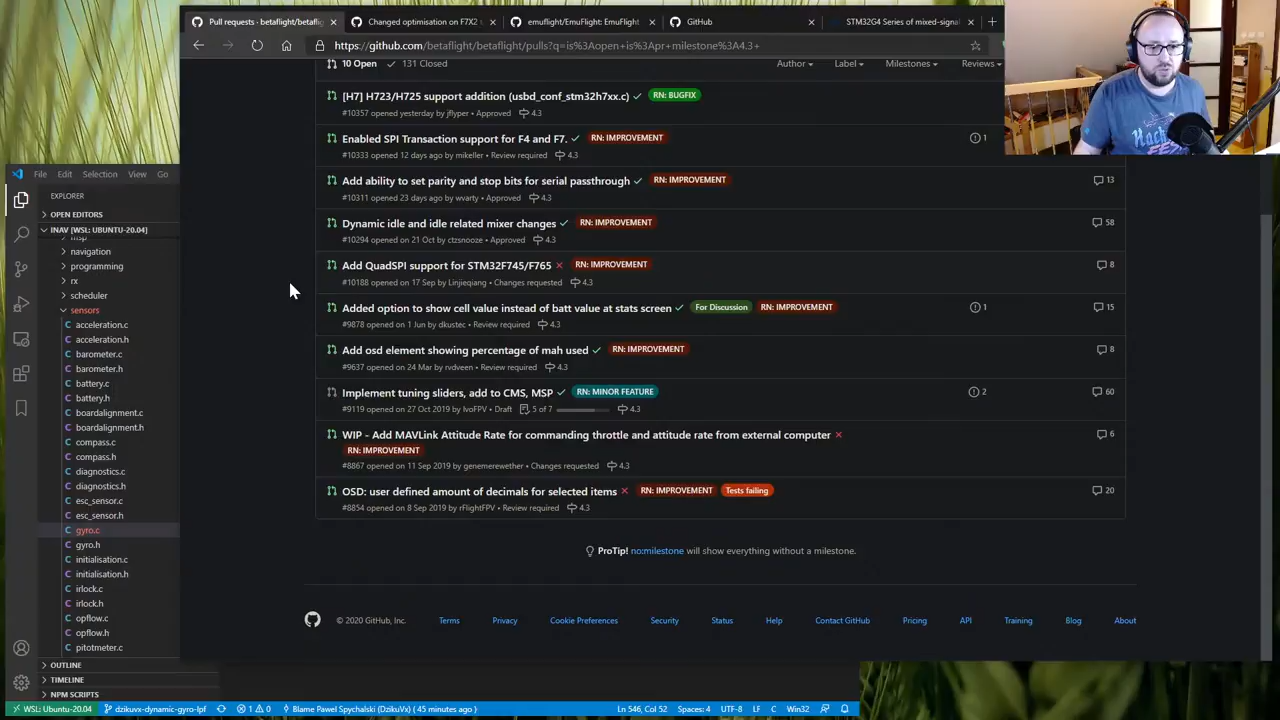 Pull requests · betaflight/betaflig
Changed optimisation on F7X2
emuflight/EmuFlight: EmuFlight
GitHub
STM32G4 Series of mixed-signal
https://github.com/betaflight/betaflight/pulls?q=is%3Aopen+is%3Apr+milestone%3A4.3+
10 Open 131 Closed Author Label Milestones Reviews
[H7] H723/H725 support addition (usbd_conf_stm32h7xx.c) RN: BUGFIX
#10357 opened yesterday by jflyper • Approved 4.3
Enabled SPI Transaction support for F4 and F7. RN: IMPROVEMENT 1
#10333 opened 12 days ago by mikeller • Review required 4.3
Add ability to set parity and stop bits for serial passthrough RN: IMPROVEMENT 13
#10311 opened 23 days ago by wvarty • Approved 4.3
Dynamic idle and idle related mixer changes RN: IMPROVEMENT 58
#10294 opened on 21 Oct by ctzsnooze • Approved 4.3
Add QuadSPI support for STM32F745/F765 RN: IMPROVEMENT 8
#10188 opened on 17 Sep by Linjieqiang • Changes requested 4.3
Added option to show cell value instead of batt value at stats screen For Discussion RN: IMPROVEMENT 1 15
#9878 opened on 1 Jun by dkustec • Review required 4.3
Add osd element showing percentage of mah used RN: IMPROVEMENT 8
#9637 opened on 24 Mar by rvdveen • Review required 4.3
Implement tuning sliders, add to CMS, MSP RN: MINOR FEATURE 2 60
#9119 opened on 27 Oct 2019 by IvoFPV • Draft 5 of 7 4.3
WIP - Add MAVLink Attitude Rate for commanding throttle and attitude rate from external computer 6
RN: IMPROVEMENT
#8867 opened on 11 Sep 2019 by genemerewether • Changes requested 4.3
OSD: user defined amount of decimals for selected items RN: IMPROVEMENT Tests failing 20
#8854 opened on 8 Sep 2019 by rFlightFPV • Review required 4.3
ProTip! no:milestone will show everything without a milestone.
© 2020 GitHub, Inc. Terms Privacy Cookie Preferences Security Status Help Contact GitHub Pricing API Training Blog About
File Edit Selection View Go
EXPLORER
OPEN EDITORS
INAV [WSL: UBUNTU-20.04]
msp
navigation
programming
rx
scheduler
sensors
acceleration.c
acceleration.h
barometer.c
barometer.h
battery.c
battery.h
boardalignment.c
boardalignment.h
compass.c
compass.h
diagnostics.c
diagnostics.h
esc_sensor.c
esc_sensor.h
gyro.c
gyro.h
initialisation.c
initialisation.h
irlock.c
irlock.h
opflow.c
opflow.h
pitotmeter.c
OUTLINE
TIMELINE
NPM SCRIPTS
WSL: Ubuntu-20.04 dzikuvx-dynamic-gyro-lpf 1 0 Blame Pawel Spychalski (DzikuVx) ( 45 minutes ago ) Ln 546, Col 52 Spaces: 4 UTF-8 LF C Win32